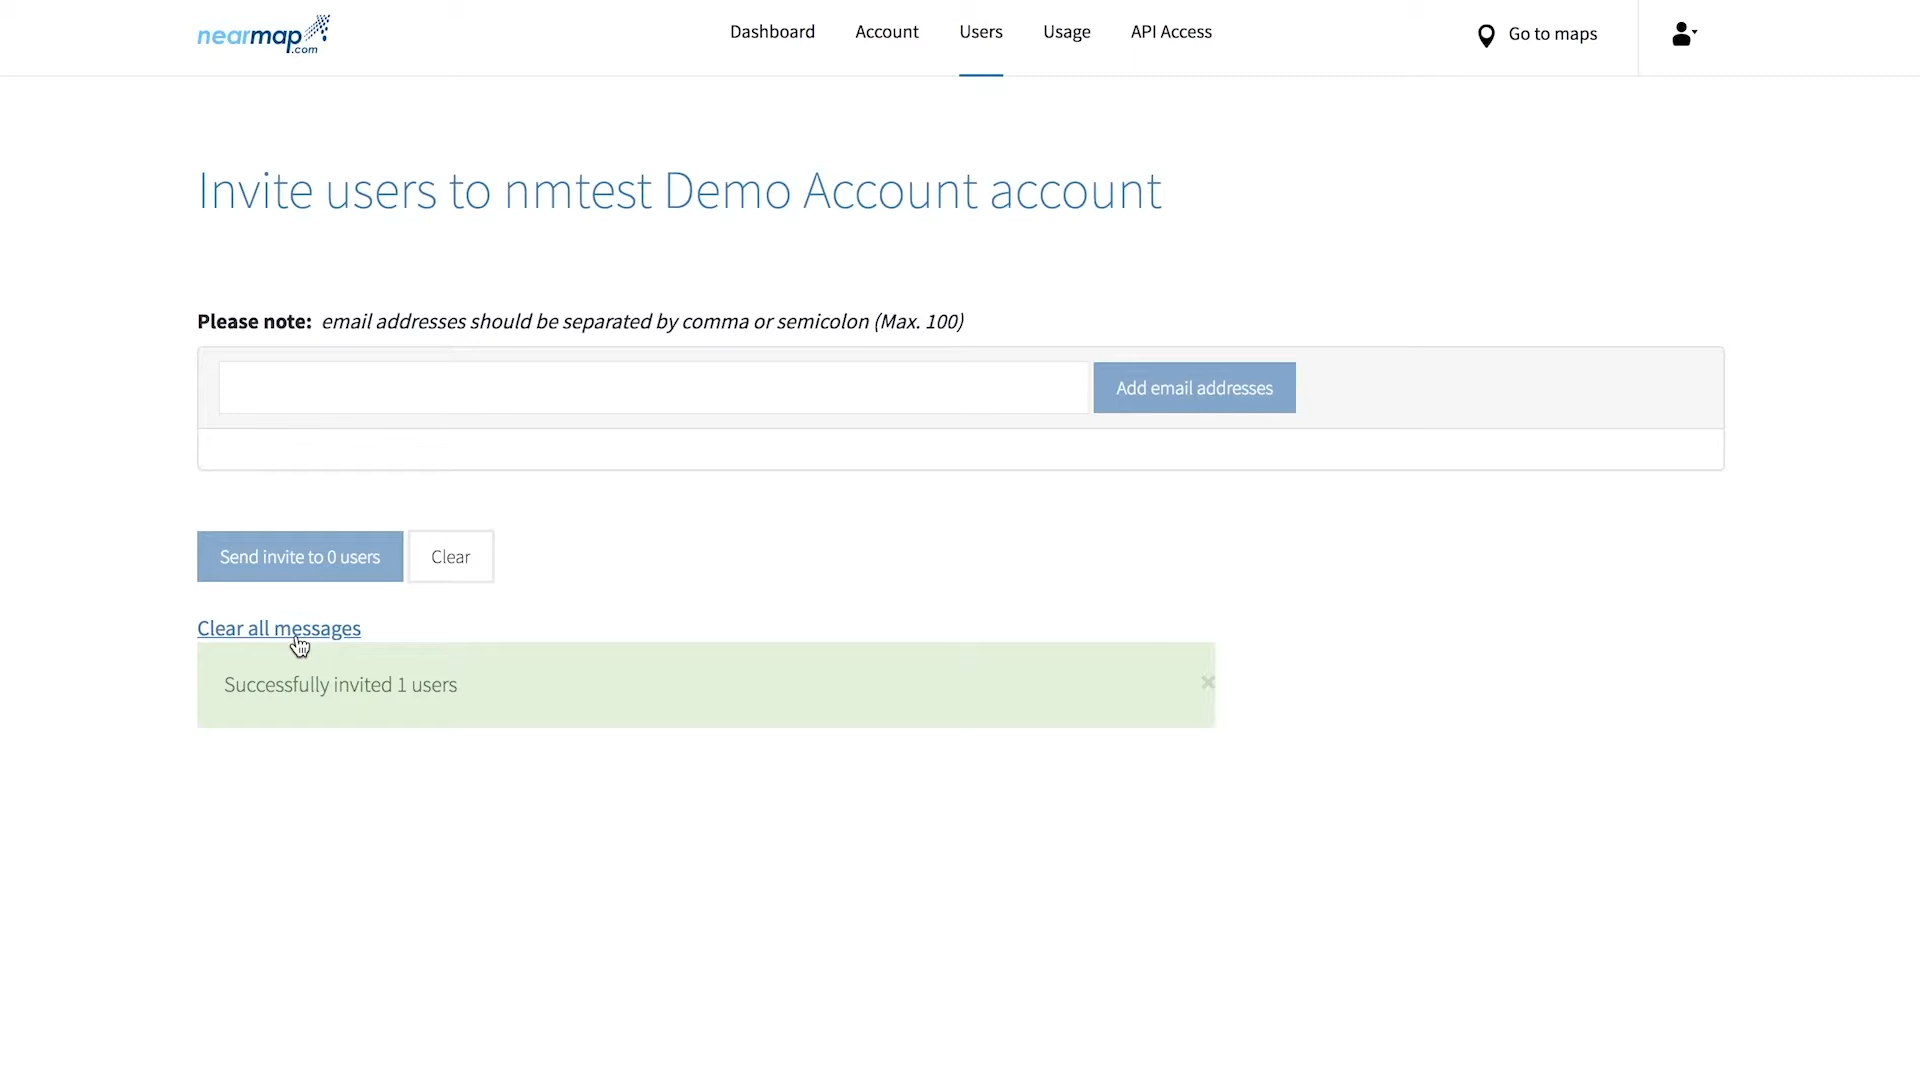 nearmap.com
Dashboard
Account
Users
Usage
API Access
Go to maps
Invite users to nmtest Demo Account account
Please note: email addresses should be separated by comma or semicolon (Max. 100)
Add email addresses
Send invite to 0 users
Clear
Clear all messages
Successfully invited 1 users
×